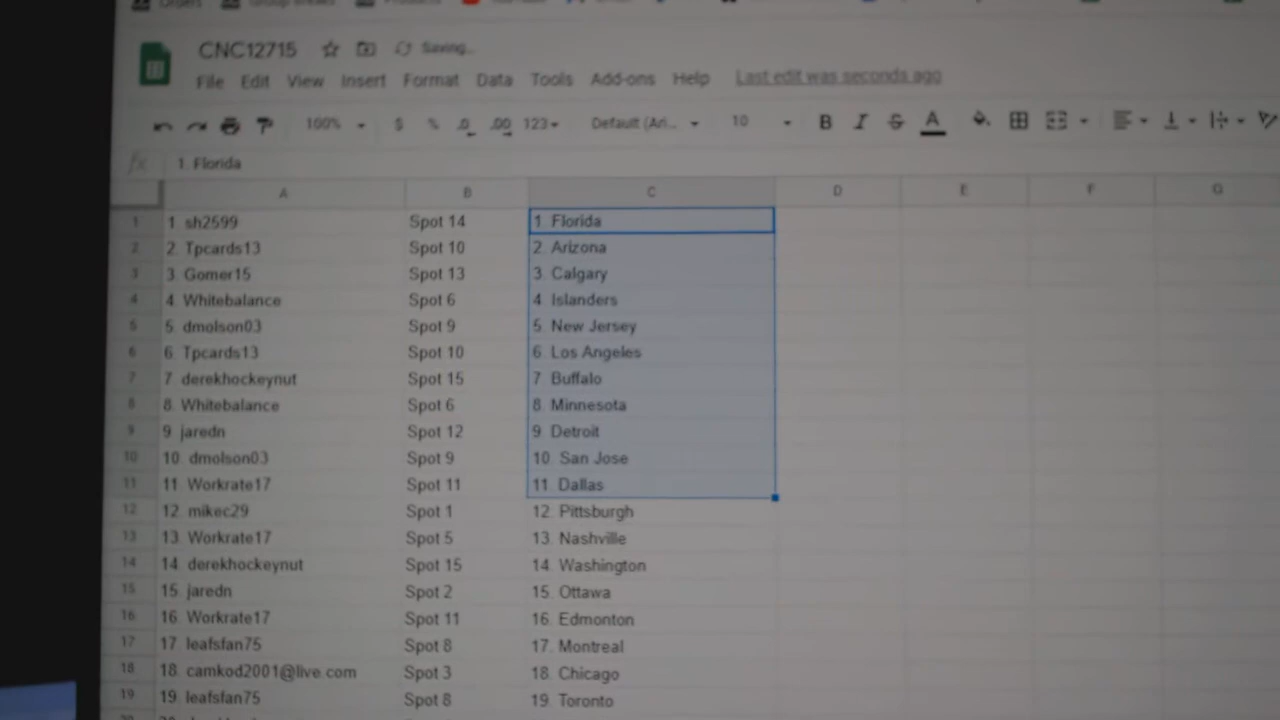 Orders
CNC12715 Saving...
File Edit View Insert Format Data Tools Add-ons Help Last edit was seconds ago
100% $ % .0 .00 123 Default (Ari... 10 B I S A
fx 1. Florida
A B C D E F G
1 1. sh2599 Spot 14 1. Florida
2 2. Tpcards13 Spot 10 2. Arizona
3 3. Gomer15 Spot 13 3. Calgary
4 4. Whitebalance Spot 6 4. Islanders
5 5. dmolson03 Spot 9 5. New Jersey
6 6. Tpcards13 Spot 10 6. Los Angeles
7 7. derekhockeynut Spot 15 7. Buffalo
8 8. Whitebalance Spot 6 8. Minnesota
9 9. jaredn Spot 12 9. Detroit
10 10. dmolson03 Spot 9 10. San Jose
11 11. Workrate17 Spot 11 11. Dallas
12 12. mikec29 Spot 1 12. Pittsburgh
13 13. Workrate17 Spot 5 13. Nashville
14 14. derekhockeynut Spot 15 14. Washington
15 15. jaredn Spot 2 15. Ottawa
16 16. Workrate17 Spot 11 16. Edmonton
17 17. leafsfan75 Spot 8 17. Montreal
18 18. camkod2001@live.com Spot 3 18. Chicago
19 19. leafsfan75 Spot 8 19. Toronto